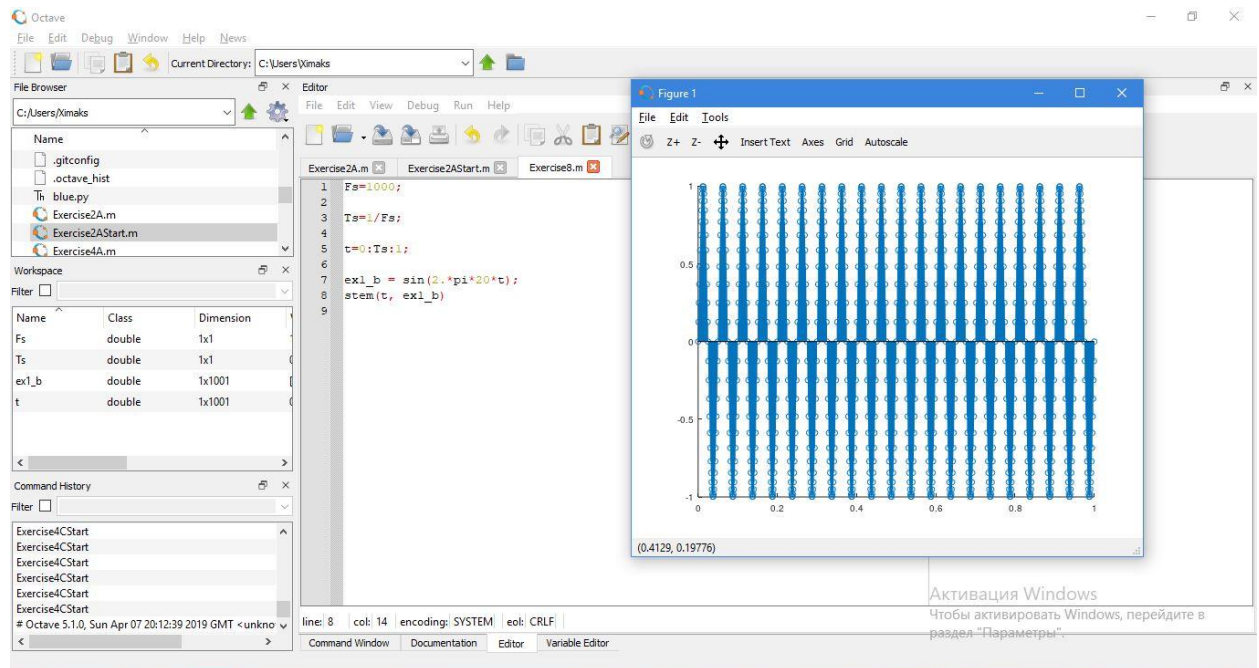 Octave
File Edit Debug Window Help News
Current Directory: C:\Users\Ximaks
File Browser
C:/Users/Ximaks
Name
.gitconfig
.octave_hist
blue.py
Exercise2A.m
Exercise2AStart.m
Exercise4A.m
Workspace
Filter
Name Class Dimension
Fs double 1x1
Ts double 1x1
ex1_b double 1x1001
t double 1x1001
Command History
Filter
Exercise4CStart
Exercise4CStart
Exercise4CStart
Exercise4CStart
Exercise4CStart
Exercise4CStart
# Octave 5.1.0, Sun Apr 07 20:12:39 2019 GMT
Editor
File Edit View Debug Run Help
Exercise2A.m Exercise2AStart.m Exercise8.m
1 Fs=1000;
2
3 Ts=1/Fs;
4
5 t=0:Ts:1;
6
7 ex1_b = sin(2.*pi*20*t);
8 stem(t, ex1_b)
9
line: 8 col: 14 encoding: SYSTEM eol: CRLF
Command Window Documentation Editor Variable Editor
Figure 1
File Edit Tools
Z+ Z- Insert Text Axes Grid Autoscale
1
0.5
0
-0.5
-1
0 0.2 0.4 0.6 0.8 1
(0.4129, 0.19776)
Активация Windows
Чтобы активировать Windows, перейдите в
раздел "Параметры".